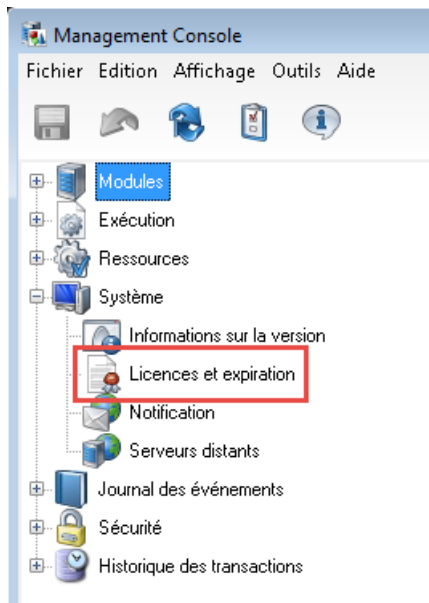 Management Console
Fichier Edition Affichage Outils Aide
Modules
Exécution
Ressources
Système
Informations sur la version
Licences et expiration
Notification
Serveurs distants
Journal des événements
Sécurité
Historique des transactions